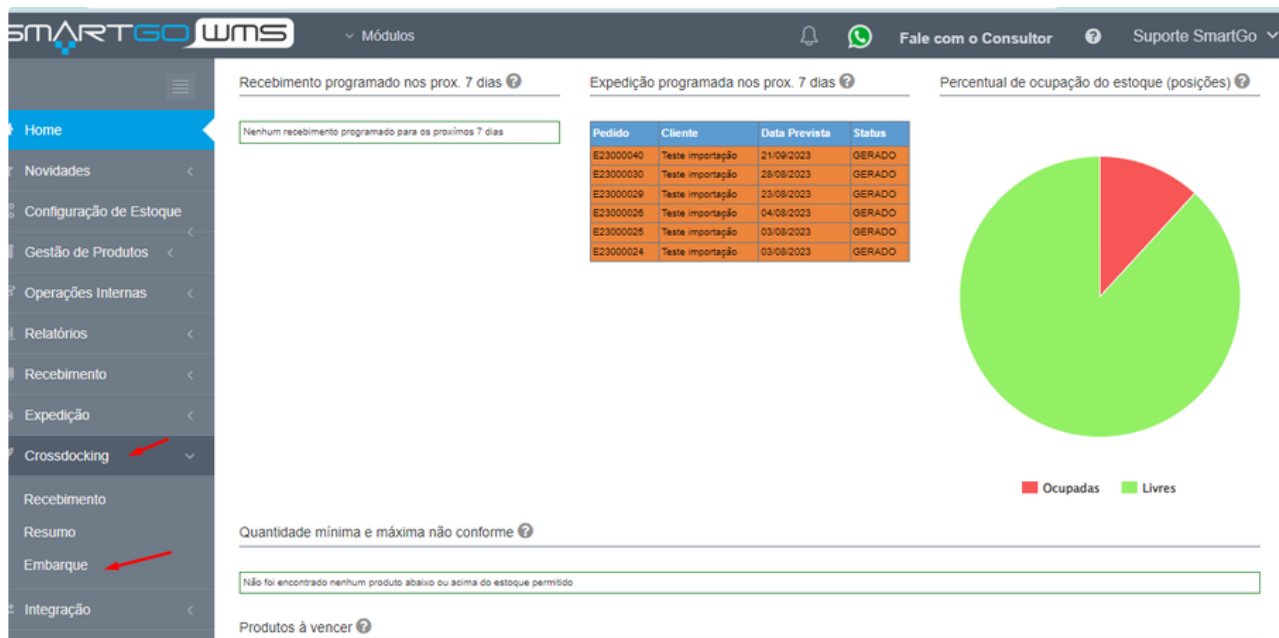 SMARTGO WMS
Módulos
Fale com o Consultor
Suporte SmartGo
Home
Novidades
Configuração de Estoque
Gestão de Produtos
Operações Internas
Relatórios
Recebimento
Expedição
Crossdocking
Recebimento
Resumo
Embarque
Integração
Recebimento programado nos prox. 7 dias
Nenhum recebimento programado para os proxímos 7 dias
Expedição programada nos prox. 7 dias
Pedido Cliente Data Prevista Status
E23000040 Teste importação 21/09/2023 GERADO
E23000030 Teste importação 28/08/2023 GERADO
E23000029 Teste importação 23/08/2023 GERADO
E23000026 Teste importação 04/08/2023 GERADO
E23000025 Teste importação 03/08/2023 GERADO
E23000024 Teste importação 03/08/2023 GERADO
Percentual de ocupação do estoque (posições)
Ocupadas Livres
Quantidade mínima e máxima não conforme
Não foi encontrado nenhum produto abaixo ou acima do estoque permitido
Produtos à vencer